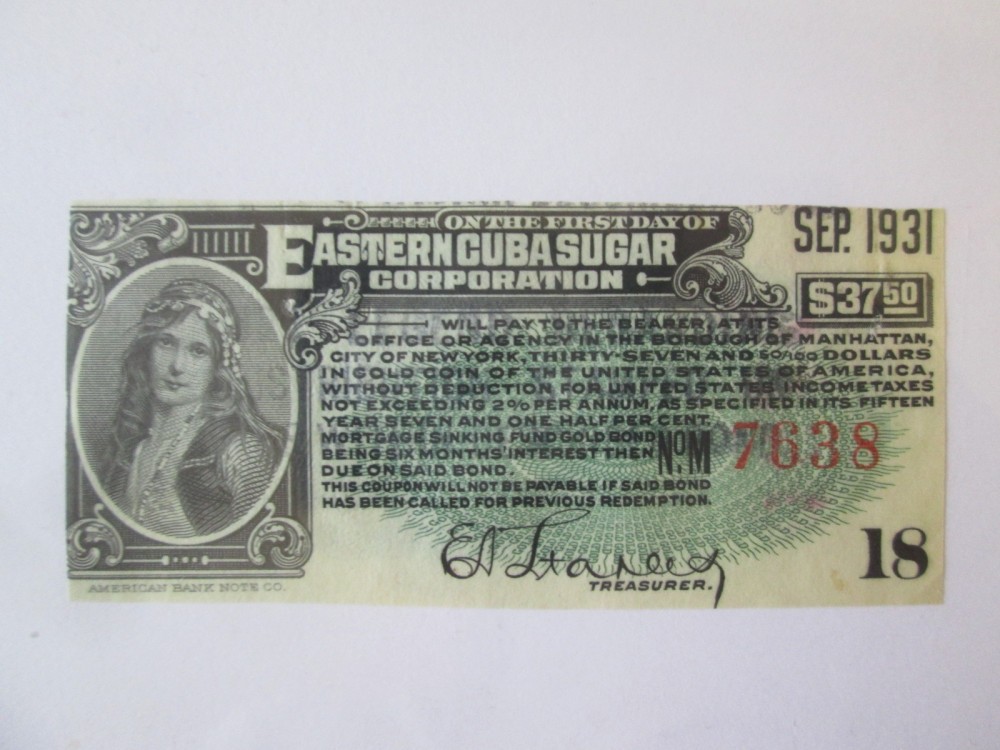 ON THE FIRST DAY OF
SEP. 1931
EASTERN CUBA SUGAR
CORPORATION
$37.50
WILL PAY TO THE BEARER, AT ITS
OFFICE OR AGENCY IN THE BOROUGH OF MANHATTAN,
CITY OF NEW YORK, THIRTY-SEVEN AND 50/100 DOLLARS
IN GOLD COIN OF THE UNITED STATES OF AMERICA,
WITHOUT DEDUCTION FOR UNITED STATES INCOME TAXES
NOT EXCEEDING 2% PER ANNUM, AS SPECIFIED IN ITS FIFTEEN
YEAR SEVEN AND ONE HALF PER CENT.
MORTGAGE SINKING FUND GOLD BOND
BEING SIX MONTHS' INTEREST THEN
DUE ON SAID BOND.
No. M 7638
THIS COUPON WILL NOT BE PAYABLE IF SAID BOND
HAS BEEN CALLED FOR PREVIOUS REDEMPTION.
TREASURER.
18
AMERICAN BANK NOTE CO.